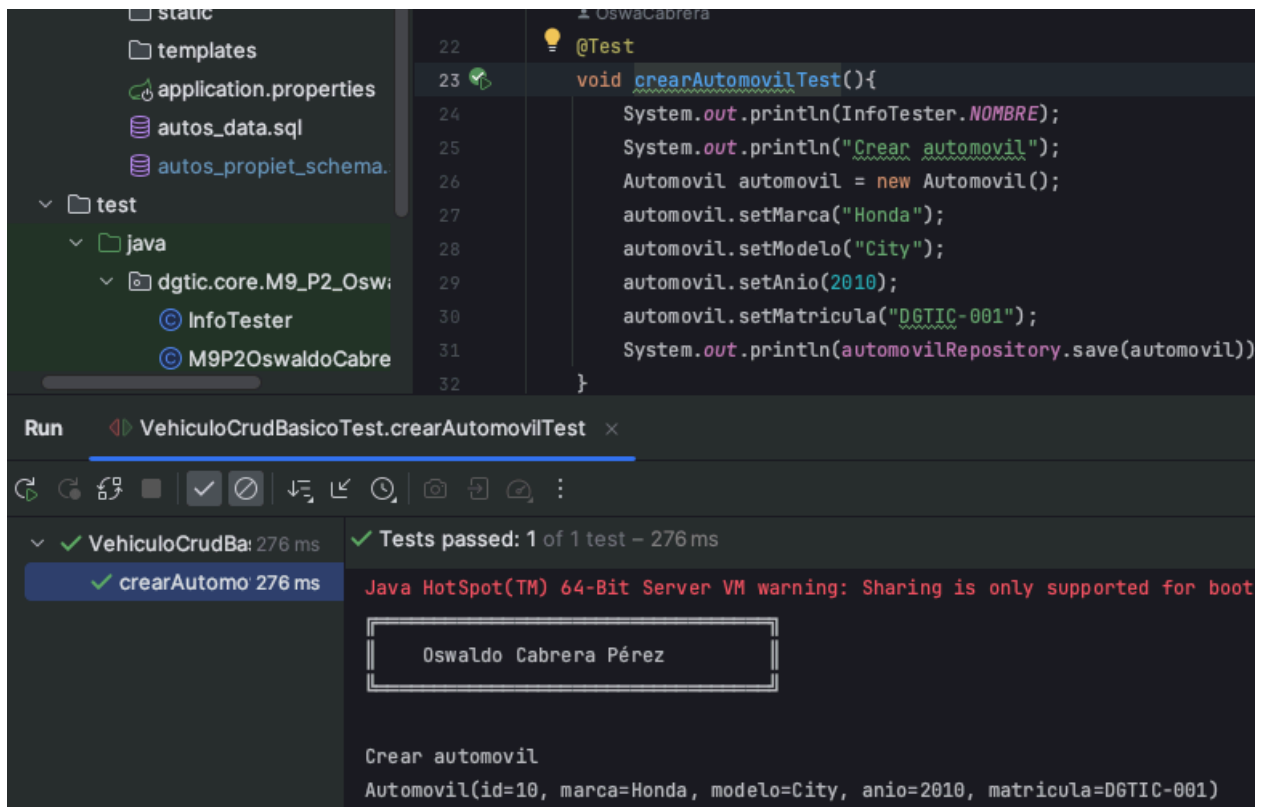 static
templates
application.properties
autos_data.sql
autos_propiet_schema.
test
java
dgtic.core.M9_P2_Osw
InfoTester
M9P2OswaldoCabre
OswaCabrera
22 @Test
23 void crearAutomovilTest(){
24 System.out.println(InfoTester.NOMBRE);
25 System.out.println("Crear automovil");
26 Automovil automovil = new Automovil();
27 automovil.setMarca("Honda");
28 automovil.setModelo("City");
29 automovil.setAnio(2010);
30 automovil.setMatricula("DGTIC-001");
31 System.out.println(automovilRepository.save(automovil))
32 }
Run VehiculoCrudBasicoTest.crearAutomovilTest ×
VehiculoCrudBa 276 ms
crearAutomo 276 ms
Tests passed: 1 of 1 test – 276 ms
Java HotSpot(TM) 64-Bit Server VM warning: Sharing is only supported for boot
Oswaldo Cabrera Pérez
Crear automovil
Automovil(id=10, marca=Honda, modelo=City, anio=2010, matricula=DGTIC-001)